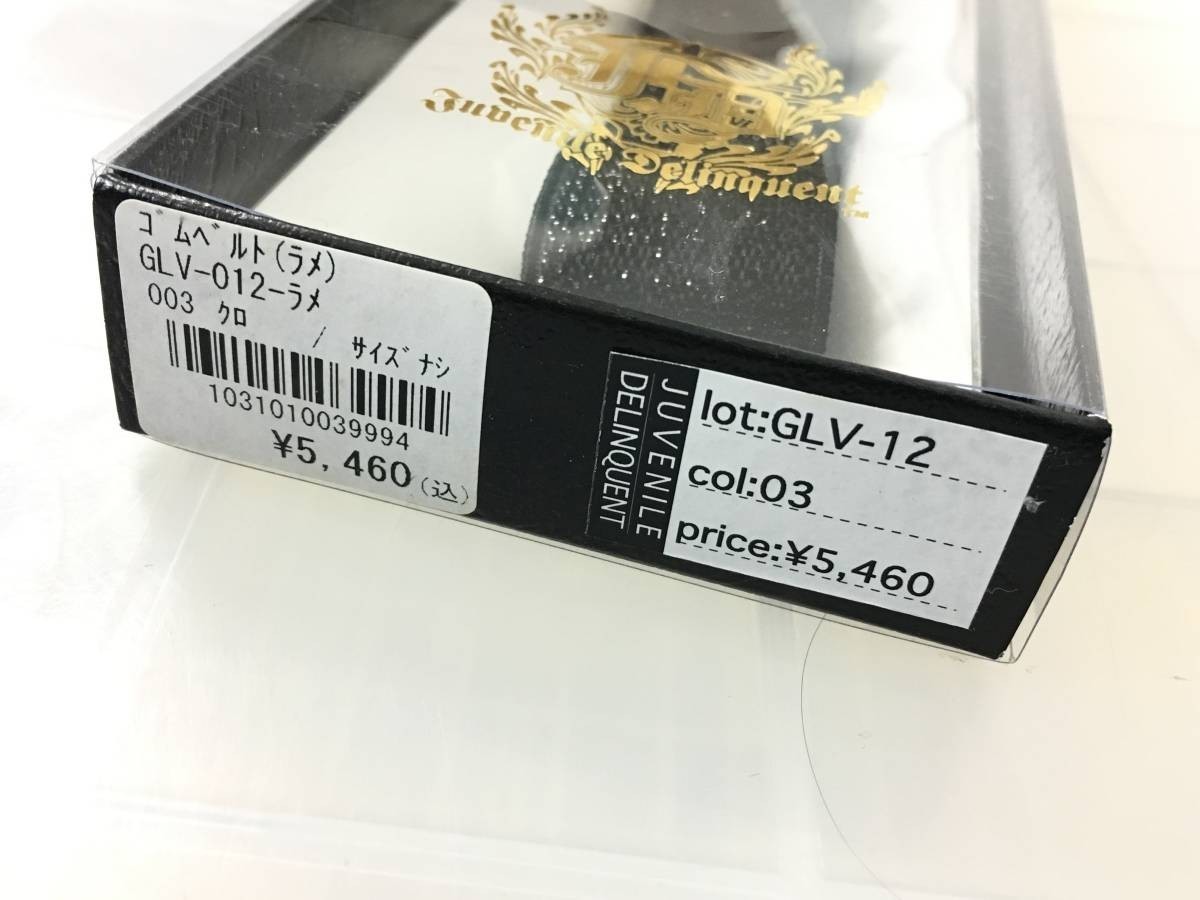 Juvenile Delinquent™
ｺﾞﾑﾍﾞﾙﾄ(ﾗﾒ)
GLV-012-ﾗﾒ
003 ｸﾛ / ｻｲｽﾞﾅｼ
1031010039994
¥5,460(込)
JUVENILE
DELINQUENT
lot:GLV-12
col:03
price:¥5,460